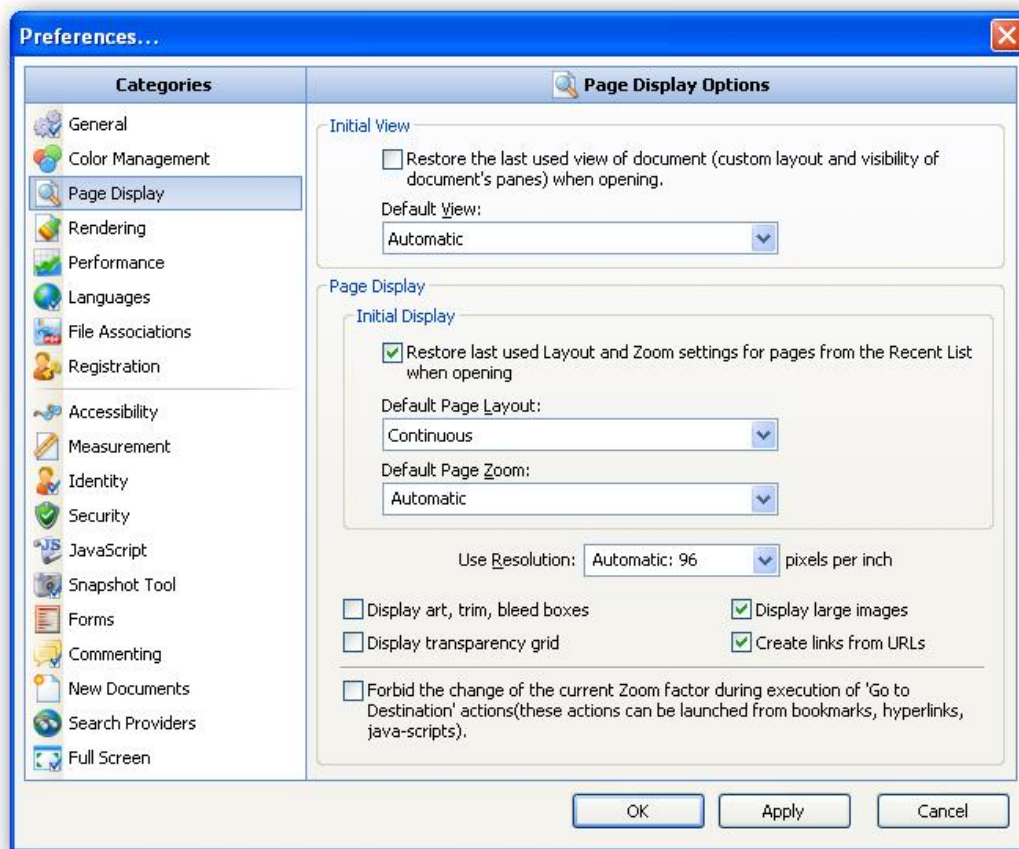 Preferences...
Categories
General
Color Management
Page Display
Rendering
Performance
Languages
File Associations
Registration
Accessibility
Measurement
Identity
Security
JavaScript
Snapshot Tool
Forms
Commenting
New Documents
Search Providers
Full Screen
Page Display Options
Initial View
Restore the last used view of document (custom layout and visibility of
document's panes) when opening.
Default View:
Automatic
Page Display
Initial Display
Restore last used Layout and Zoom settings for pages from the Recent List
when opening
Default Page Layout:
Continuous
Default Page Zoom:
Automatic
Use Resolution: Automatic: 96 pixels per inch
Display art, trim, bleed boxes
Display large images
Display transparency grid
Create links from URLs
Forbid the change of the current Zoom factor during execution of 'Go to
Destination' actions(these actions can be launched from bookmarks, hyperlinks,
java-scripts).
OK
Apply
Cancel